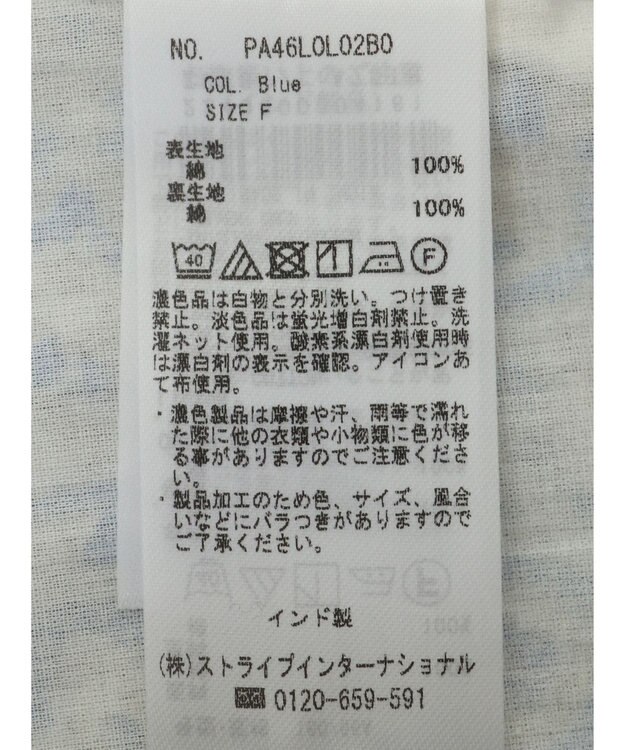 NO. PA46L0L02B0
COL. Blue
SIZE F
表生地
綿 100%
裏生地
綿 100%
40
F
濃色品は白物と分別洗い。つけ置き
禁止。淡色品は蛍光増白剤禁止。洗
濯ネット使用。酸素系漂白剤使用時
は漂白剤の表示を確認。アイロンあ
て布使用。
・濃色製品は摩擦や汗、雨等で濡れ
た際に他の衣類や小物類に色が移
る事がありますのでご注意くださ
い。
・製品加工のため色、サイズ、風合
いなどにバラつきがありますので
ご了承ください。
インド製
(株)ストライプインターナショナル
0120-659-591